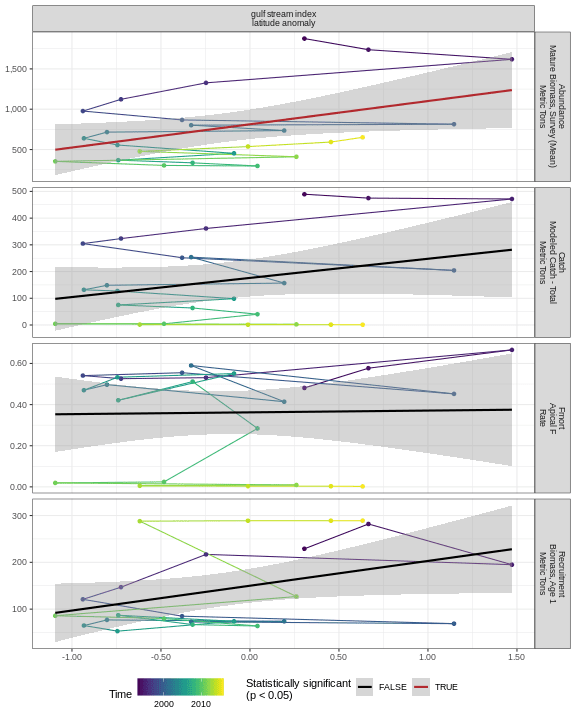 gulf stream index
latitude anomaly
1,500
1,000
500
Abundance
Mature
Biomass, Survey (Mean)
Metric Tons
500
400
300
200
100
0
Catch
Modeled Catch - Total
Metric Tons
0.60
0.40
0.20
0.00
Fmort
Apical F
Rate
300
200
100
Recruitment
Biomass, Age 1
Metric Tons
-1.00 -0.50 0.00 0.50 1.00 1.50
Time
2000 2010
Statistically significant
(p < 0.05)
FALSE TRUE